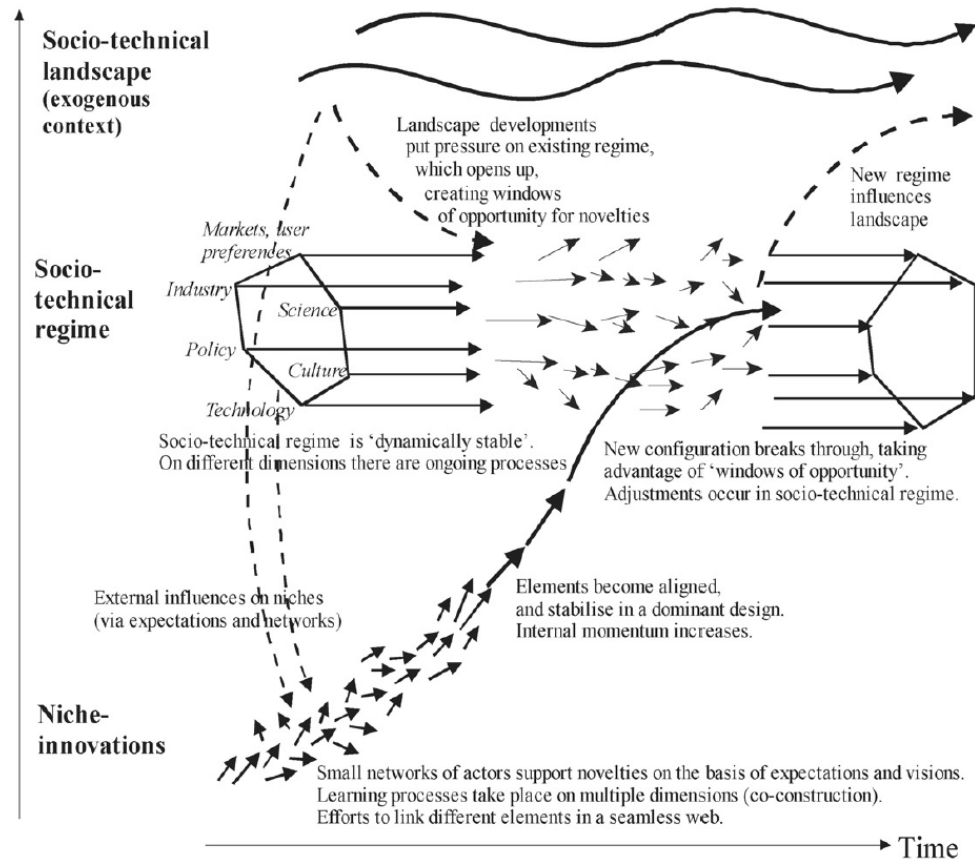 Socio-technical
landscape
(exogenous
context)
Landscape developments
put pressure on existing regime,
which opens up,
creating windows
of opportunity for novelties
New regime
influences
landscape
Markets, user
preferendes
Socio-
technical
regime
Industry
Science
Policy
Culture
Technology
Socio-technical regime is ‘dynamically stable’.
On different dimensions there are ongoing processes
New configuration breaks through, taking
advantage of ‘windows of opportunity’.
Adjustments occur in socio-technical regime.
External influences on niches
(via expectations and networks)
Elements become aligned,
and stabilise in a dominant design.
Internal momentum increases.
Niche-
innovations
Small networks of actors support novelties on the basis of expectations and visions.
Learning processes take place on multiple dimensions (co-construction).
Efforts to link different elements in a seamless web.
Time